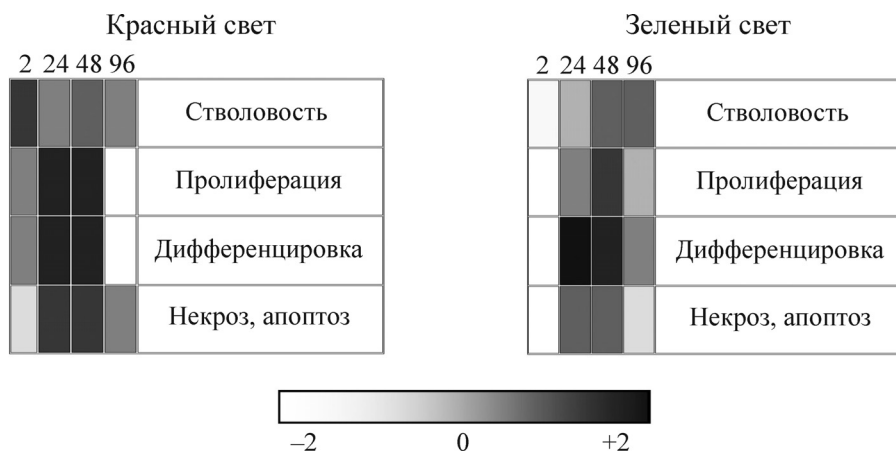 Красный свет
2 24 48 96
Стволовость
Пролиферация
Дифференцировка
Некроз, апоптоз
Зеленый свет
2 24 48 96
Стволовость
Пролиферация
Дифференцировка
Некроз, апоптоз
–2 0 +2